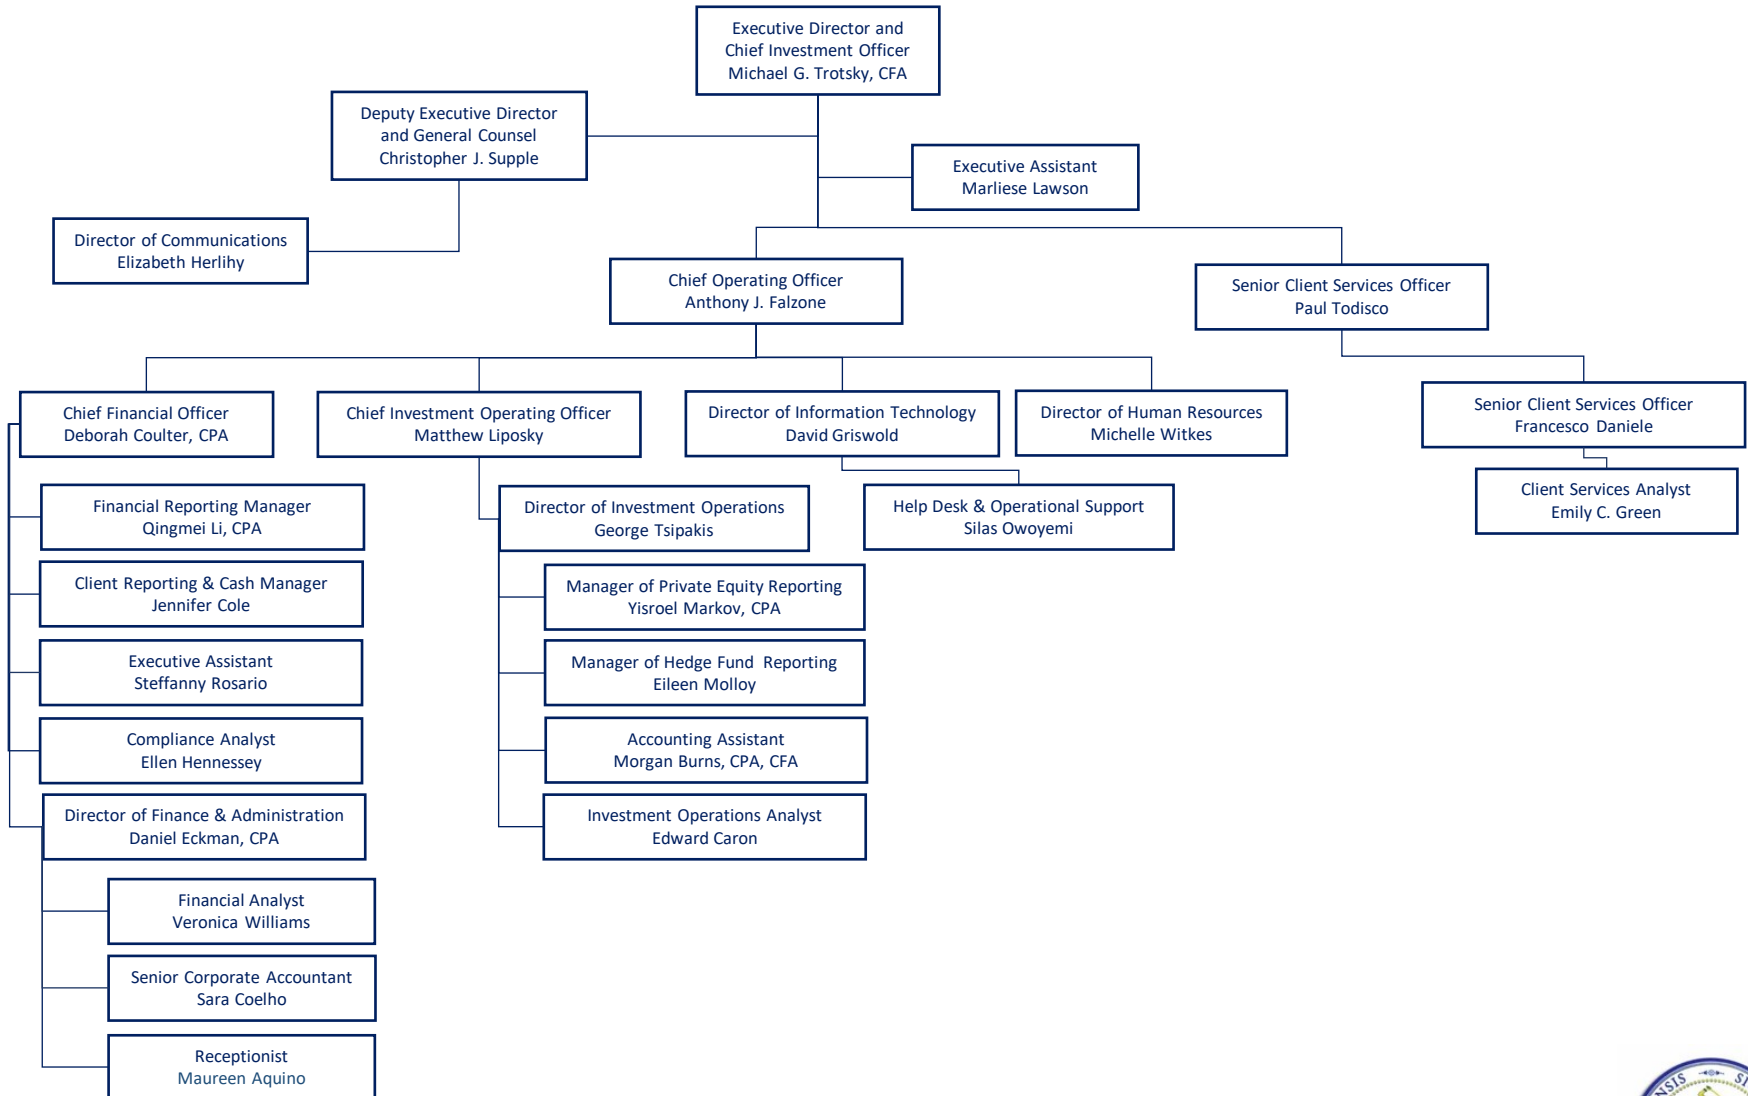 Executive Director and
Chief Investment Officer
Michael G. Trotsky, CFA
Deputy Executive Director
and General Counsel
Christopher J. Supple
Executive Assistant
Marliese Lawson
Director of Communications
Elizabeth Herlihy
Chief Operating Officer
Anthony J. Falzone
Senior Client Services Officer
Paul Todisco
Chief Financial Officer
Deborah Coulter, CPA
Chief Investment Operating Officer
Matthew Liposky
Director of Information Technology
David Griswold
Director of Human Resources
Michelle Witkes
Senior Client Services Officer
Francesco Daniele
Client Services Analyst
Emily C. Green
Financial Reporting Manager
Qingmei Li, CPA
Director of Investment Operations
George Tsipakis
Help Desk & Operational Support
Silas Owoyemi
Client Reporting & Cash Manager
Jennifer Cole
Manager of Private Equity Reporting
Yisroel Markov, CPA
Executive Assistant
Steffanny Rosario
Manager of Hedge Fund Reporting
Eileen Molloy
Compliance Analyst
Ellen Hennessey
Accounting Assistant
Morgan Burns, CPA, CFA
Director of Finance & Administration
Daniel Eckman, CPA
Investment Operations Analyst
Edward Caron
Financial Analyst
Veronica Williams
Senior Corporate Accountant
Sara Coelho
Receptionist
Maureen Aquino